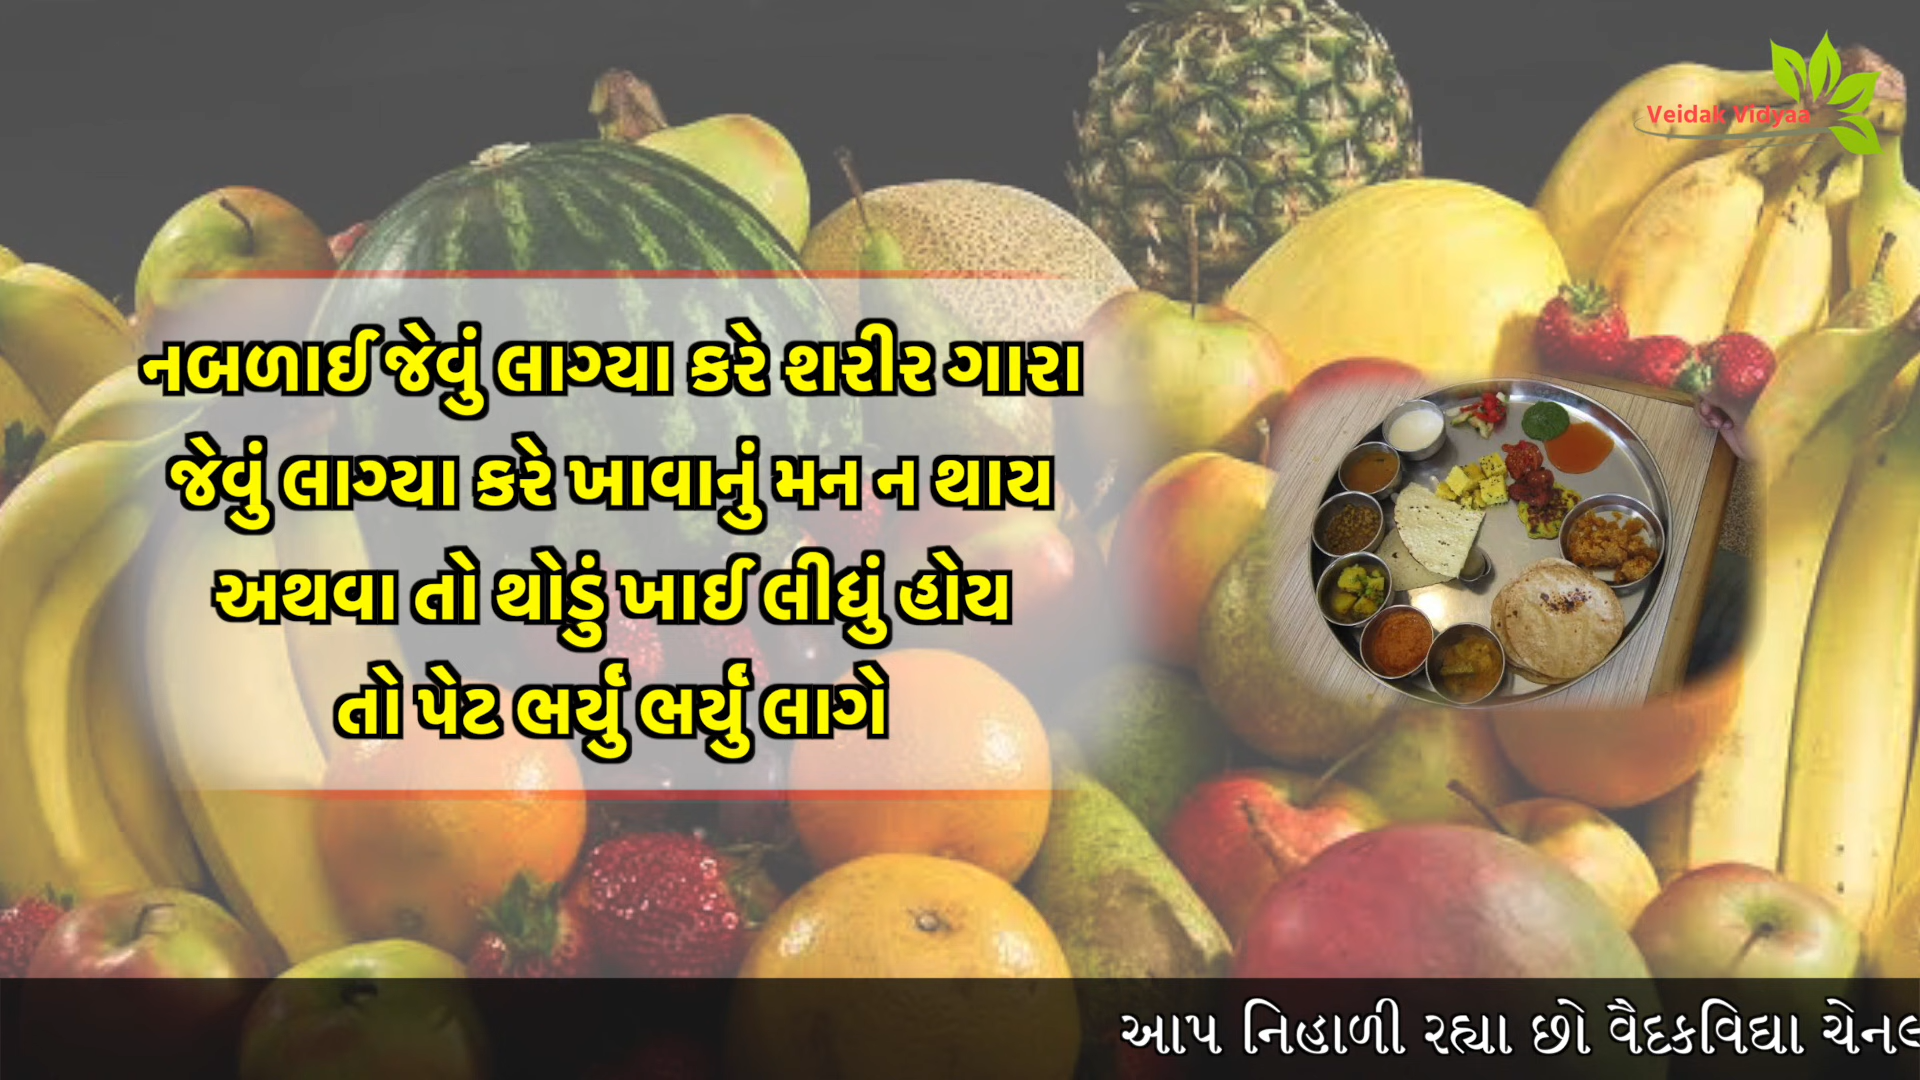 Veidak Vidyaa
નબળાઈ જેવું લાગ્યા કરે શરીર ગારા
જેવું લાગ્યા કરે ખાવાનું મન ન થાય
અથવા તો થોડું ખાઈ લીધું હોય
તો પેટ ભર્યું ભર્યું લાગે
આપ નિહાળી રહ્યા છો વૈદકવિદ્યા ચેનલ